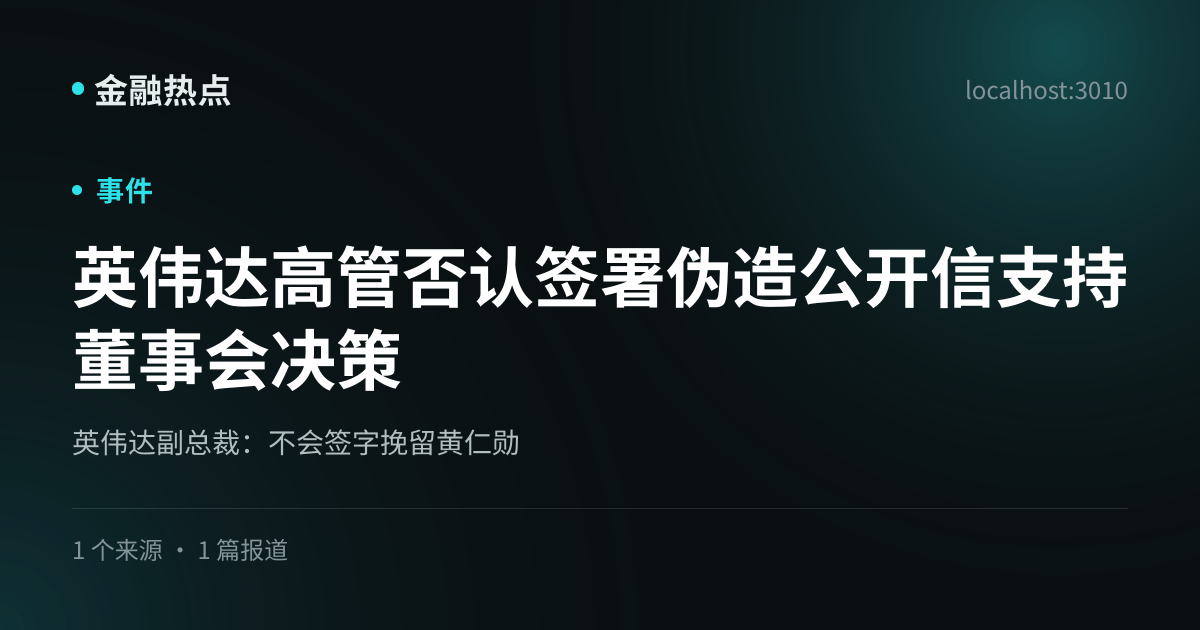 金融热点
localhost:3010
事件
英伟达高管否认签署伪造公开信支持
董事会决策
英伟达副总裁：不会签字挽留黄仁勋
1 个来源 · 1 篇报道